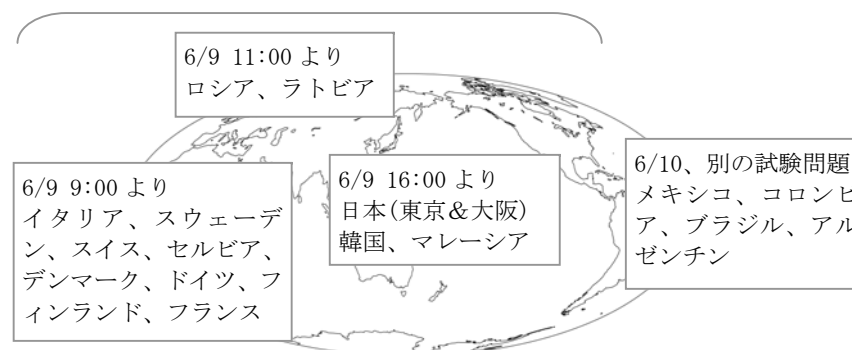 6/9 11:00 より
ロシア、ラトビア
6/9 9:00 より
イタリア、スウェーデ
ン、スイス、セルビア、
デンマーク、ドイツ、フ
ィンランド、フランス
6/9 16:00 より
日本(東京&大阪)
韓国、マレーシア
6/10、別の試験問題
メキシコ、コロンビ
ア、ブラジル、アル
ゼンチン